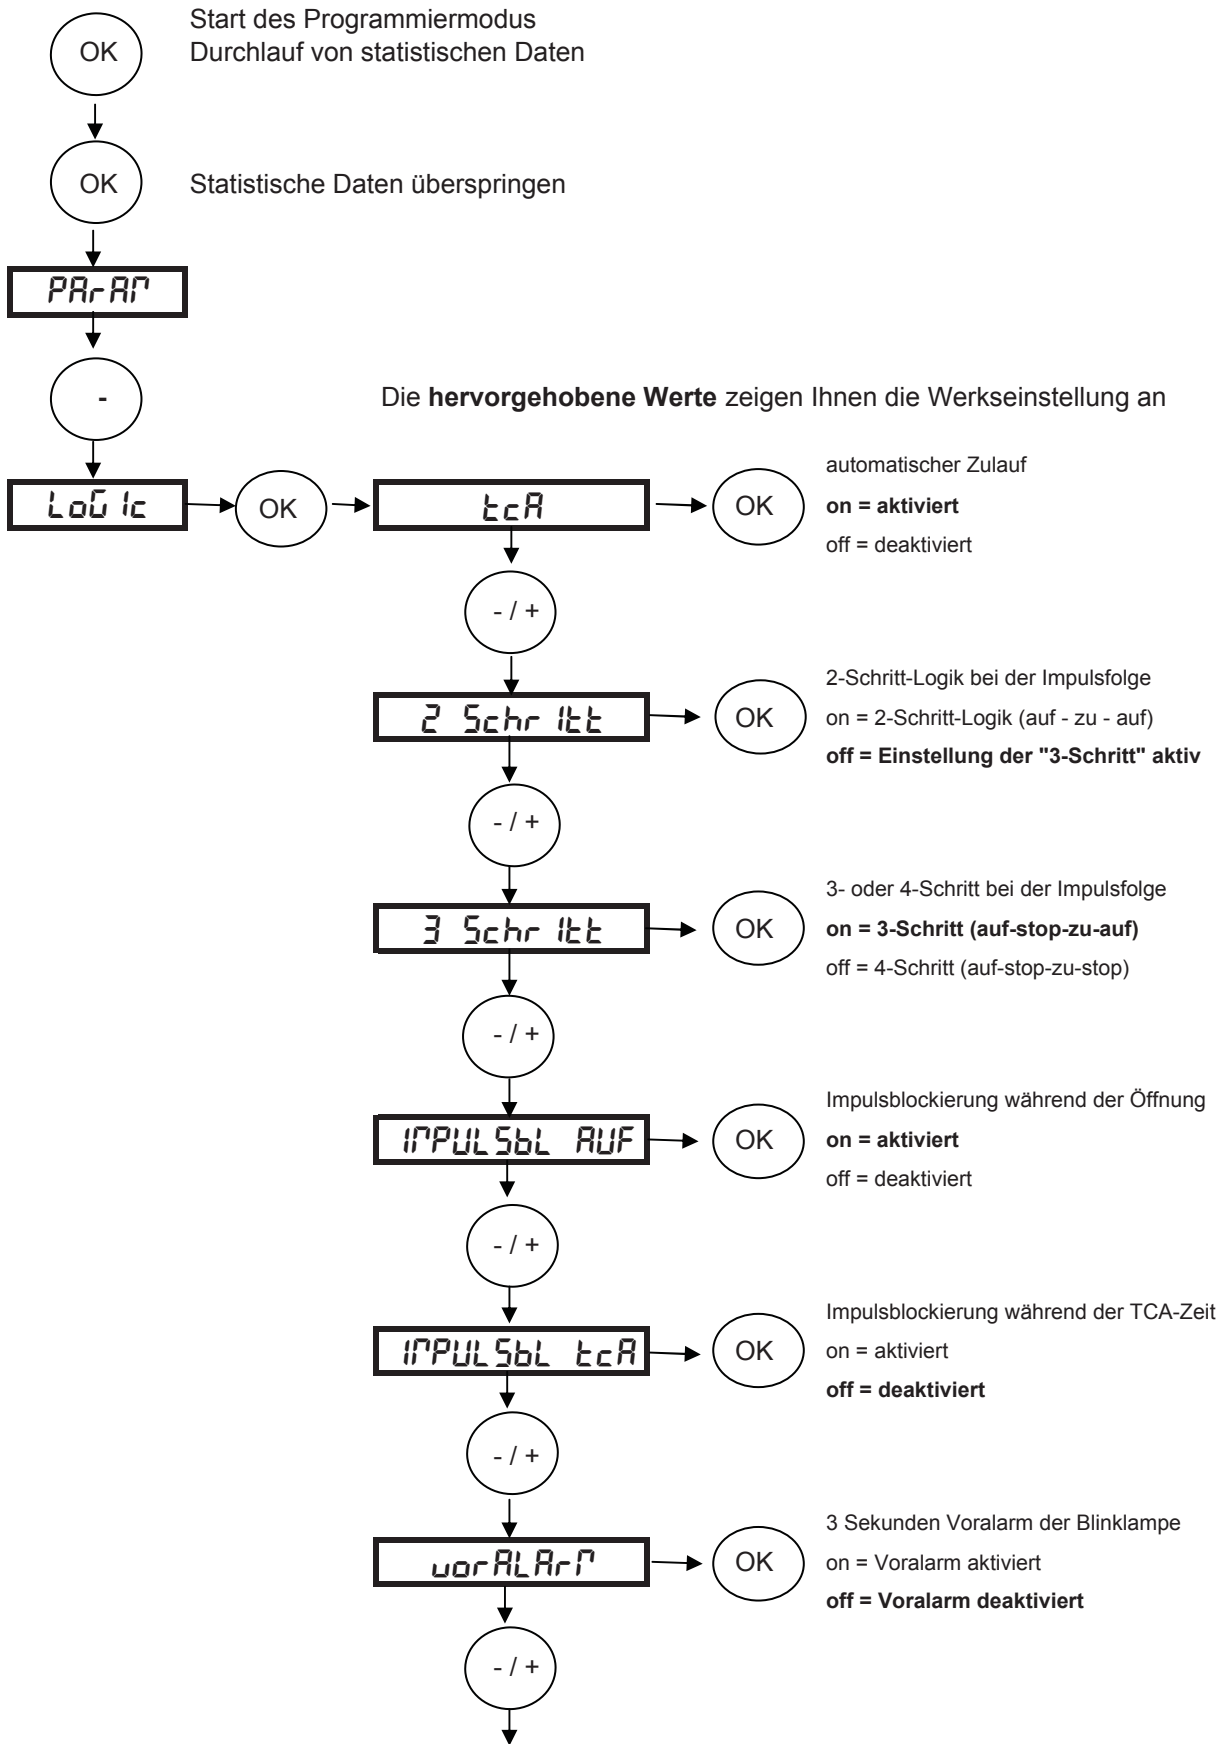 OK
Start des Programmiermodus
Durchlauf von statistischen Daten
OK
Statistische Daten überspringen
PArAM
-
Die hervorgehobene Werte zeigen Ihnen die Werkseinstellung an
LoGIc
OK
tcA
OK
automatischer Zulauf
on = aktiviert
off = deaktiviert
- / +
2 SchrItt
OK
2-Schritt-Logik bei der Impulsfolge
on = 2-Schritt-Logik (auf - zu - auf)
off = Einstellung der "3-Schritt" aktiv
- / +
3 SchrItt
OK
3- oder 4-Schritt bei der Impulsfolge
on = 3-Schritt (auf-stop-zu-auf)
off = 4-Schritt (auf-stop-zu-stop)
- / +
IMPULSbL AUF
OK
Impulsblockierung während der Öffnung
on = aktiviert
off = deaktiviert
- / +
IMPULSbL tcA
OK
Impulsblockierung während der TCA-Zeit
on = aktiviert
off = deaktiviert
- / +
vorALArM
OK
3 Sekunden Voralarm der Blinklampe
on = Voralarm aktiviert
off = Voralarm deaktiviert
- / +